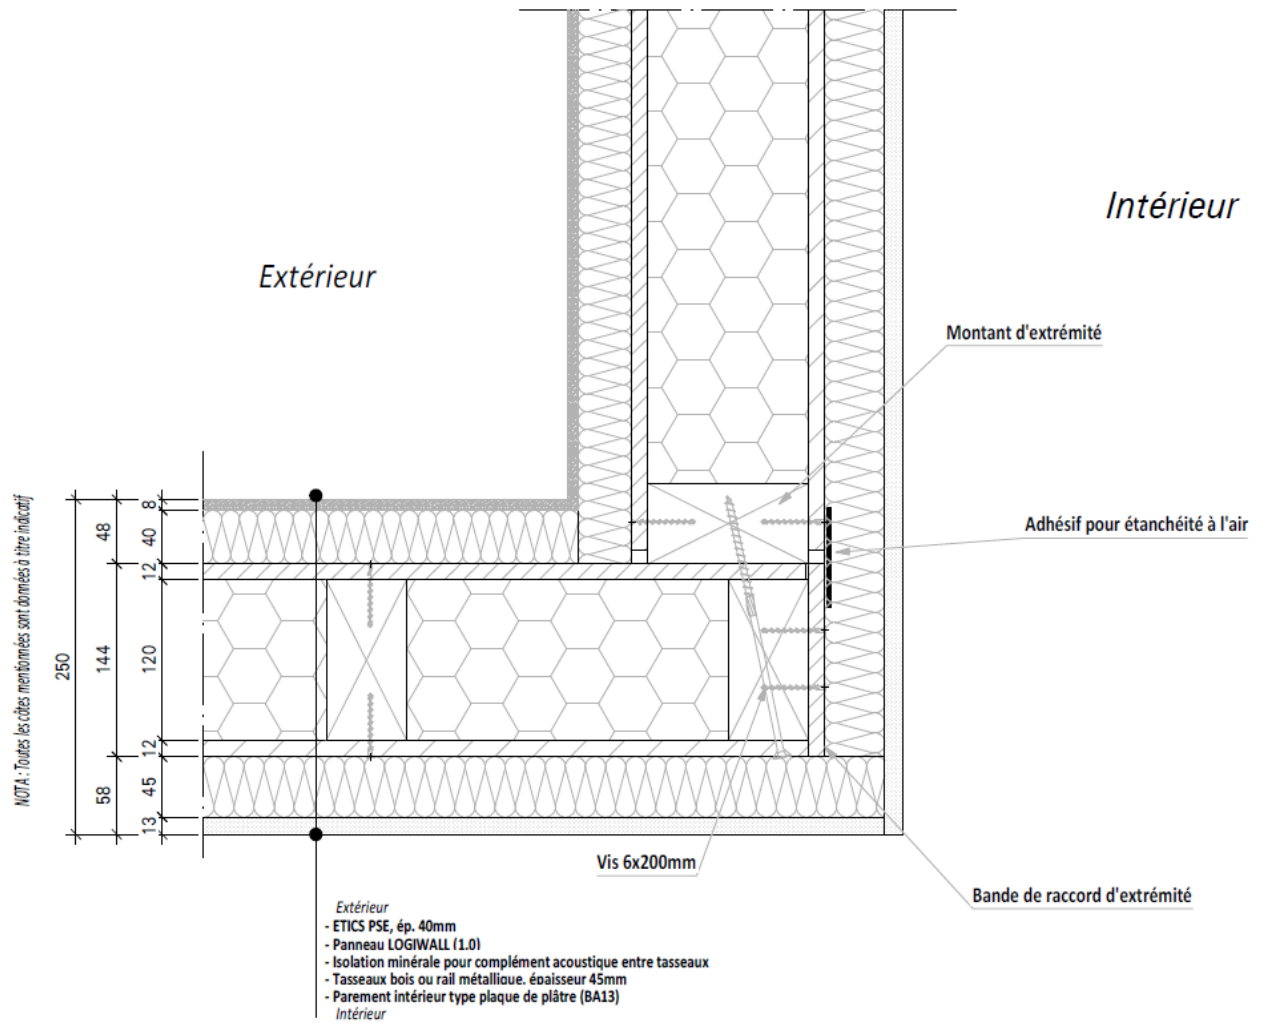 Intérieur
Extérieur
Montant d'extrémité
Adhésif pour étanchéité à l'air
NOTA : Toutes les côtes mentionnées sont données à titre indicatif
250
48
144
58
8
40
12
120
12
45
13
Vis 6x200mm
Bande de raccord d'extrémité
Extérieur
- ETICS PSE, ép. 40mm
- Panneau LOGIWALL (1.0)
- Isolation minérale pour complément acoustique entre tasseaux
- Tasseaux bois ou rail métallique. épaisseur 45mm
- Parement intérieur type plaque de plâtre (BA13)
Intérieur